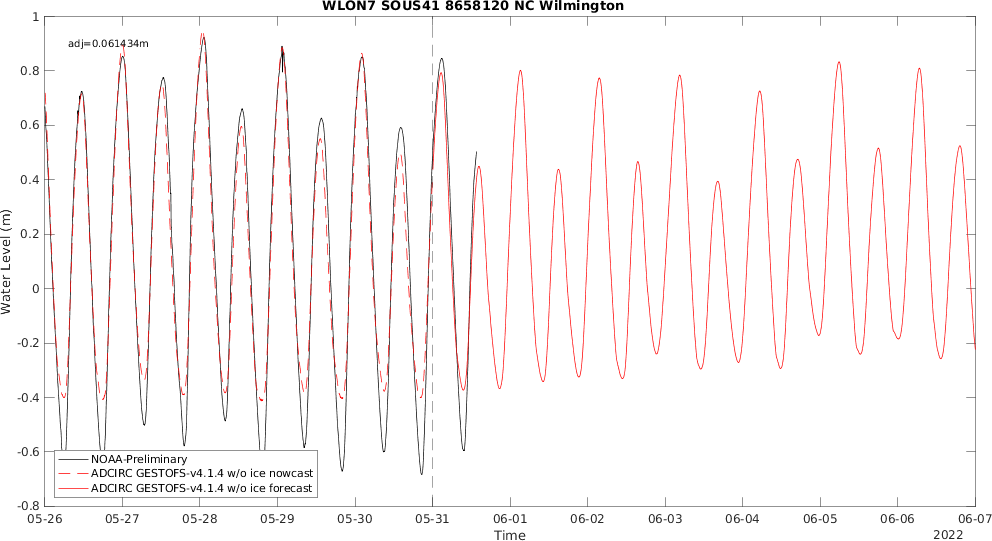 WLON7 SOUS41 8658120 NC Wilmington
adj=0.061434m
Water Level (m)
1
0.8
0.6
0.4
0.2
0
-0.2
-0.4
-0.6
-0.8
NOAA-Preliminary
ADCIRC GESTOFS-v4.1.4 w/o ice nowcast
ADCIRC GESTOFS-v4.1.4 w/o ice forecast
05-26 05-27 05-28 05-29 05-30 05-31 06-01 06-02 06-03 06-04 06-05 06-06 06-07
Time
2022